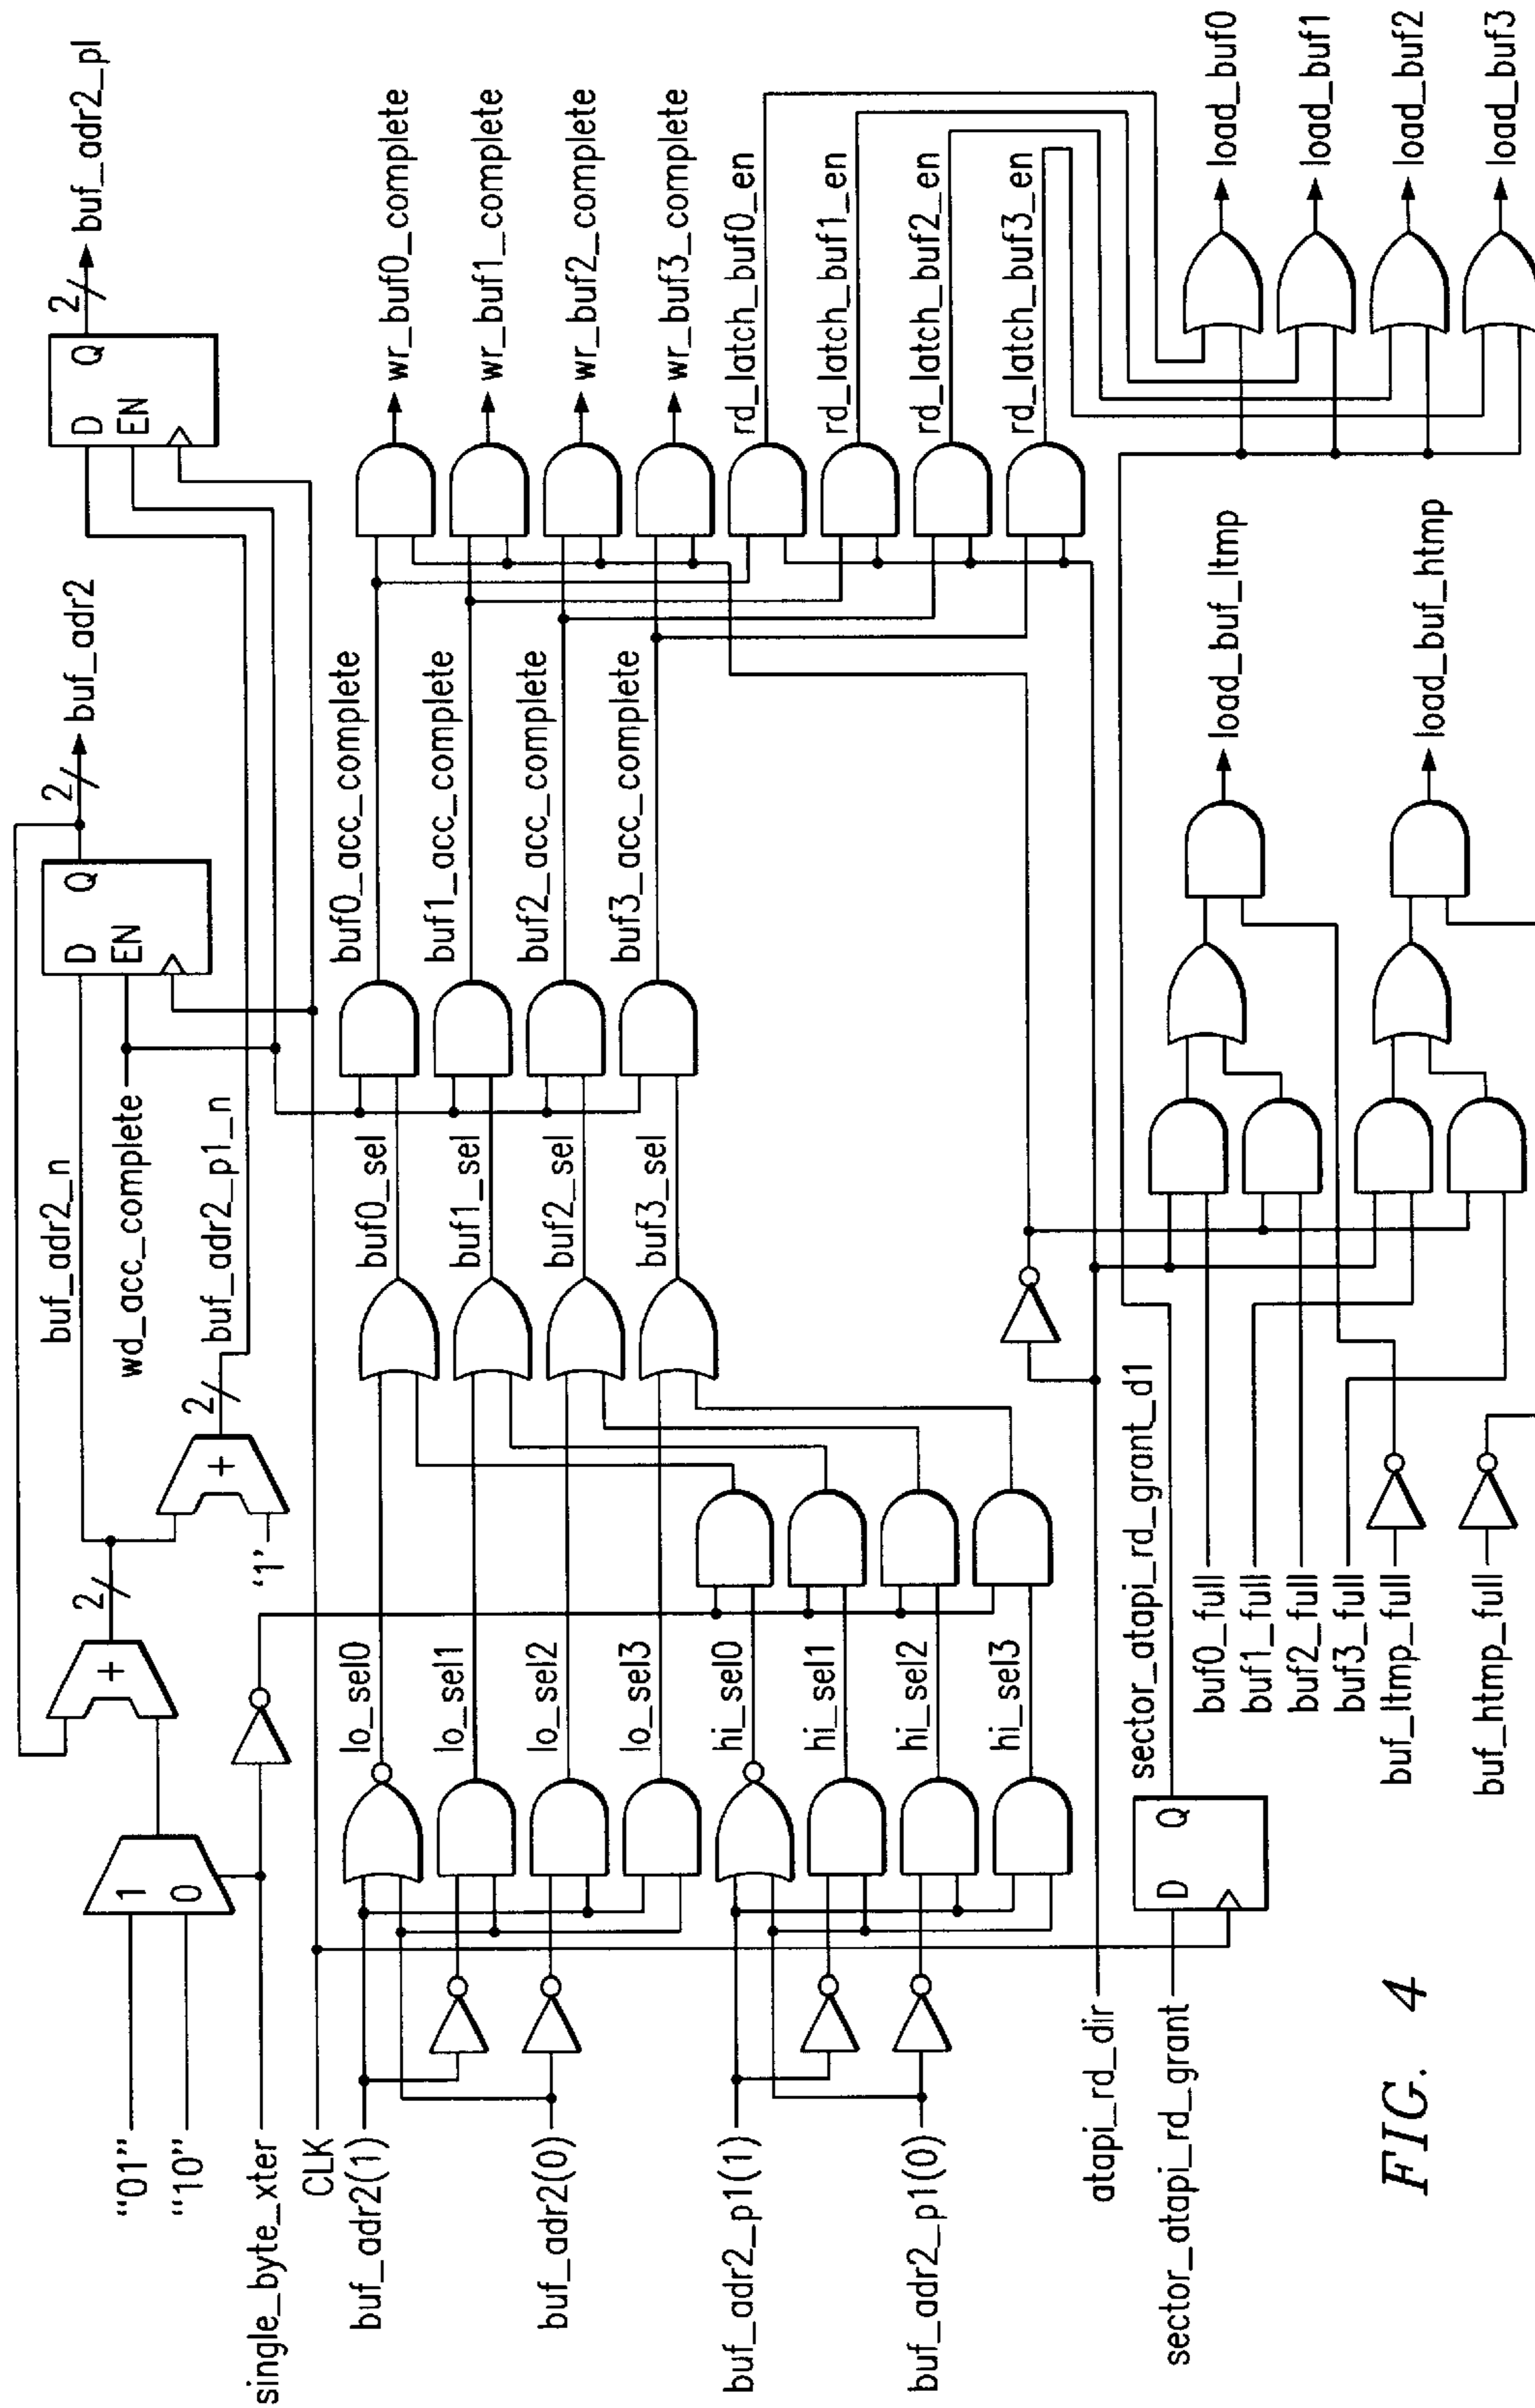 "01"
"10"
single_byte_xter
CLK
buf_adr2(1)
buf_adr2(0)
buf_adr2_p1(1)
buf_adr2_p1(0)
atapi_rd_dir
sector_atapi_rd_grant
1
0
+
2
'1'
+
2
buf_adr2_n
wd_acc_complete
buf_adr2_p1_n
D Q
EN
2
buf_adr2
D Q
EN
2
buf_adr2_pl
lo_sel0
lo_sel1
lo_sel2
lo_sel3
hi_sel0
hi_sel1
hi_sel2
hi_sel3
buf0_sel
buf1_sel
buf2_sel
buf3_sel
buf0_acc_complete
buf1_acc_complete
buf2_acc_complete
buf3_acc_complete
wr_buf0_complete
wr_buf1_complete
wr_buf2_complete
wr_buf3_complete
rd_latch_buf0_en
rd_latch_buf1_en
rd_latch_buf2_en
rd_latch_buf3_en
D Q
sector_atapi_rd_grant_d1
buf0_full
buf1_full
buf2_full
buf3_full
buf_ltmp_full
buf_htmp_full
load_buf_ltmp
load_buf_htmp
load_buf0
load_buf1
load_buf2
load_buf3
FIG. 4